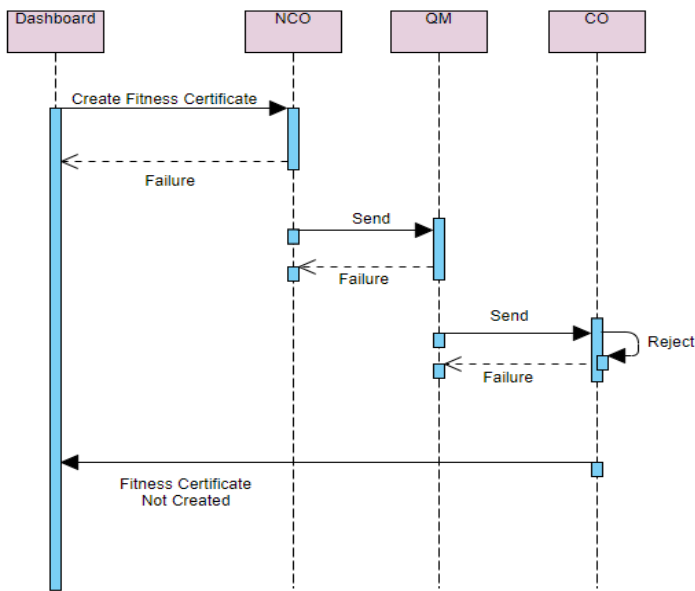 Dashboard
NCO
QM
CO
Create Fitness Certificate
Failure
Send
Failure
Send
Reject
Failure
Fitness Certificate
Not Created